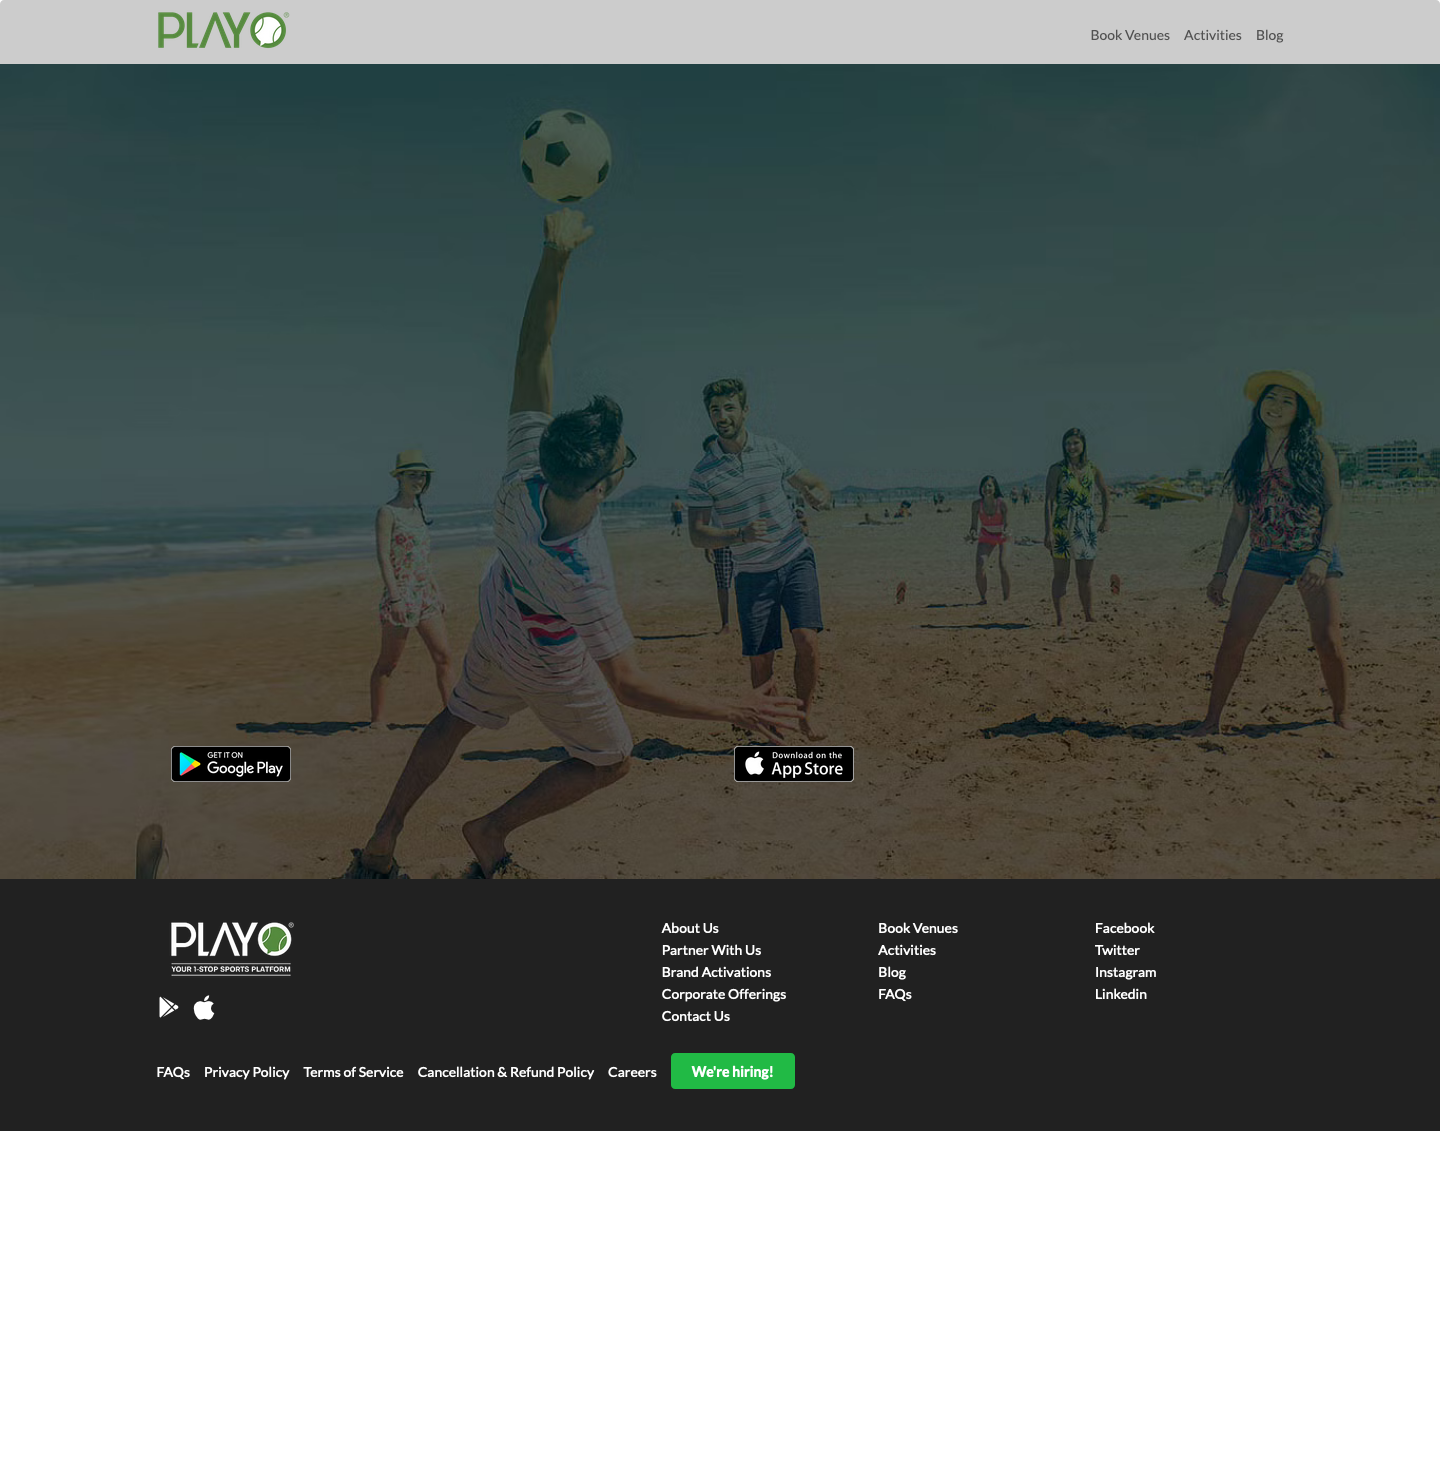 PLAYO®
Book Venues Activities Blog
GET IT ON
Google Play
Download on the
App Store
PLAYO®
YOUR 1-STOP SPORTS PLATFORM
About Us
Partner With Us
Brand Activations
Corporate Offerings
Contact Us
Book Venues
Activities
Blog
FAQs
Facebook
Twitter
Instagram
Linkedin
FAQs Privacy Policy Terms of Service Cancellation & Refund Policy Careers We're hiring!